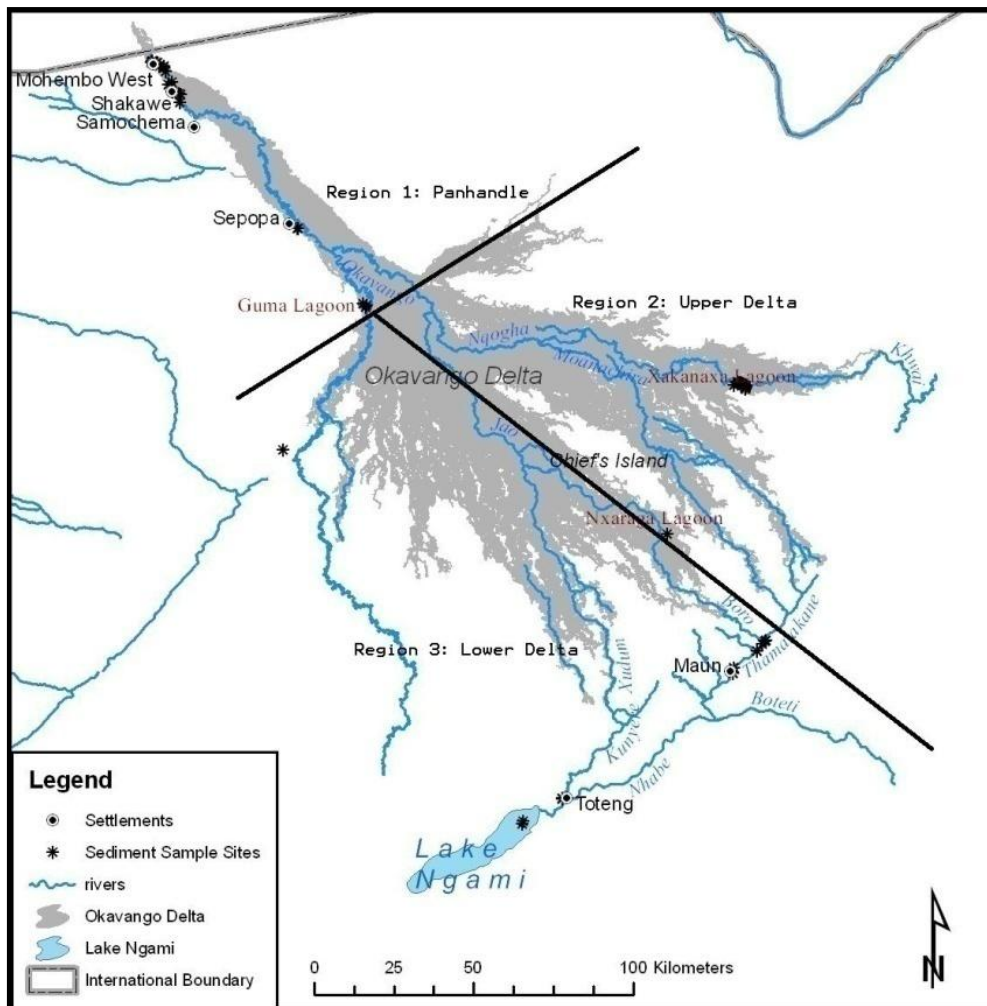 Mohembo West
Shakawe
Samochema
Region 1: Panhandle
Sepopa
Okavango
Guma Lagoon
Region 2: Upper Delta
Nqogha
Moanachira
Khwai
Xakanaxa Lagoon
Okavango Delta
Jao
Chief's Island
Nxaraga Lagoon
Boro
Thamalakane
Region 3: Lower Delta
Xudum
Maun
Kunyere
Boteti
Nhabe
Toteng
Lake
Ngami
Legend
Settlements
Sediment Sample Sites
rivers
Okavango Delta
Lake Ngami
International Boundary
0 25 50 100 Kilometers
N